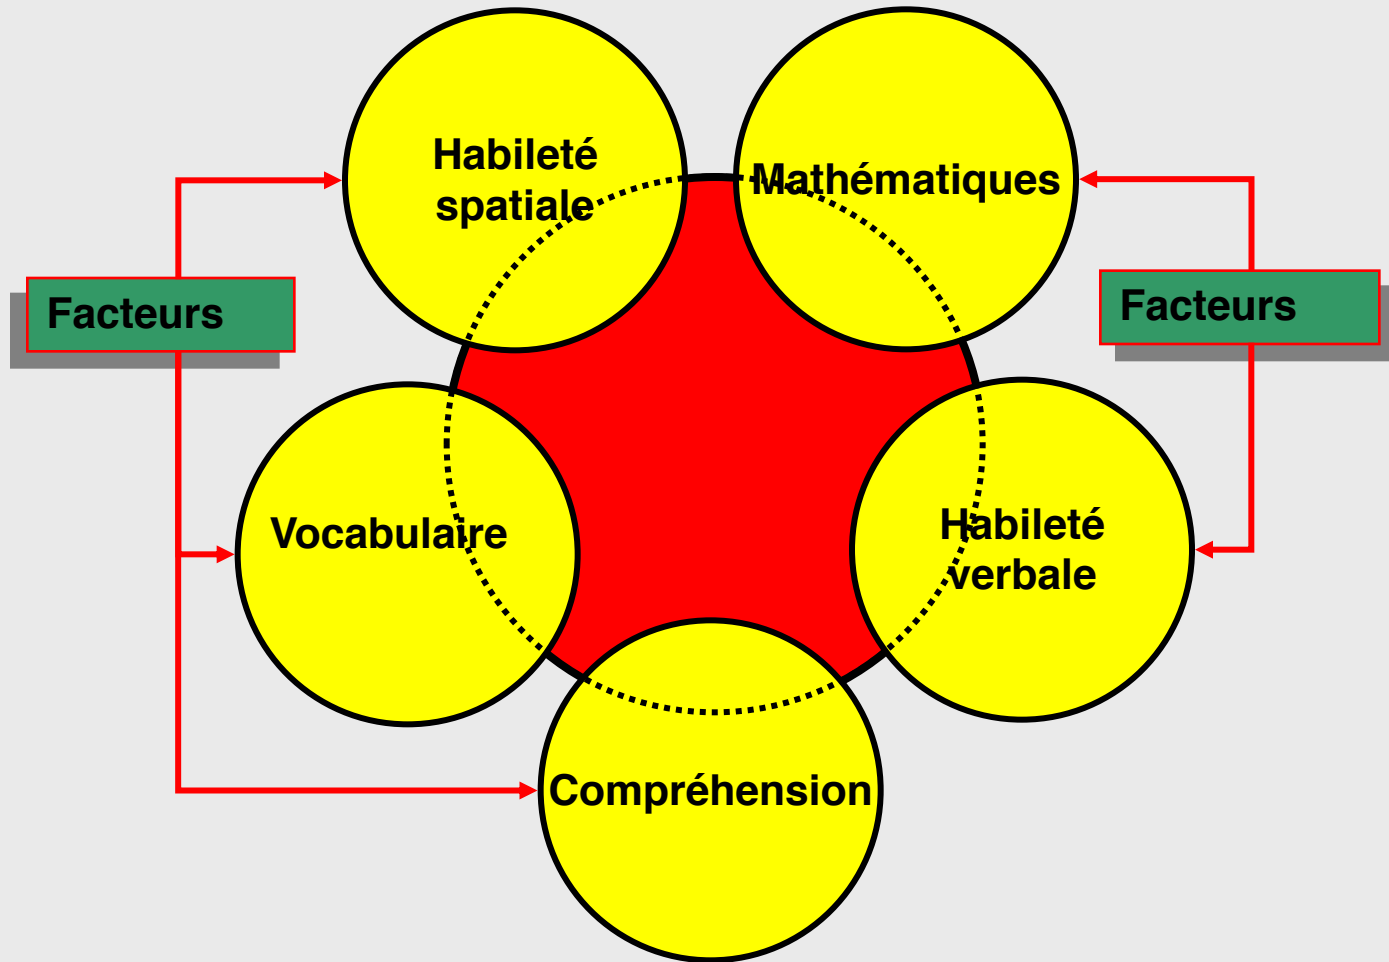 Habileté
spatiale
Mathématiques
Facteurs
Facteurs
Vocabulaire
Habileté
verbale
Compréhension